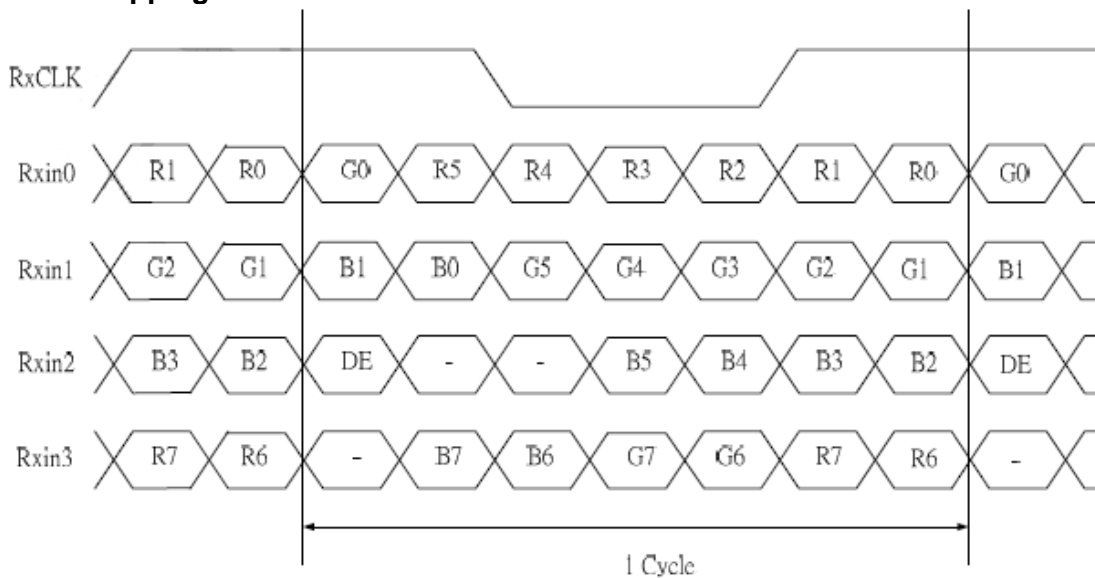 RxCLK
Rxin0 R1 R0 G0 R5 R4 R3 R2 R1 R0 G0
Rxin1 G2 G1 B1 B0 G5 G4 G3 G2 G1 B1
Rxin2 B3 B2 DE - - B5 B4 B3 B2 DE
Rxin3 R7 R6 - B7 B6 G7 G6 R7 R6 -
1 Cycle